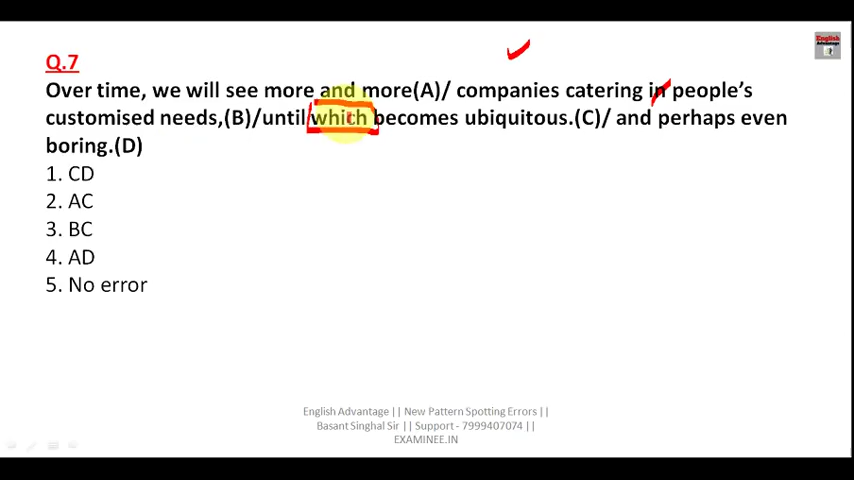 English
Advantage
Q.7
Over time, we will see more and more(A)/ companies catering in people's
customised needs,(B)/until which becomes ubiquitous.(C)/ and perhaps even
boring.(D)
1. CD
2. AC
3. BC
4. AD
5. No error
English Advantage || New Pattern Spotting Errors ||
Basant Singhal Sir || Support - 7999407074 ||
EXAMINEE.IN